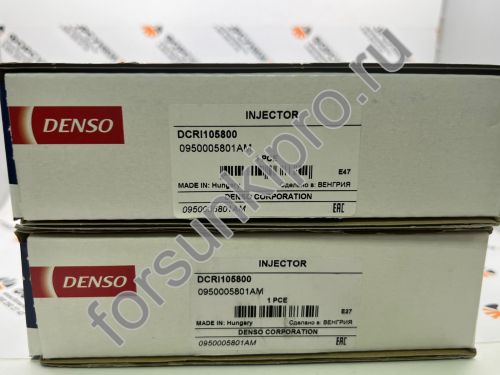 DENSO
INJECTOR
DCRI105800
0950005801AM
1 PCE
E47
MADE IN: Hungary Сделано в: ВЕНГРИЯ
DENSO CORPORATION
0950005801AM
EAC
DENSO
INJECTOR
DCRI105800
0950005801AM
1 PCE
E27
MADE IN: Hungary Сделано в: ВЕНГРИЯ
DENSO CORPORATION
0950005801AM
EAC
forsunkipro.ru